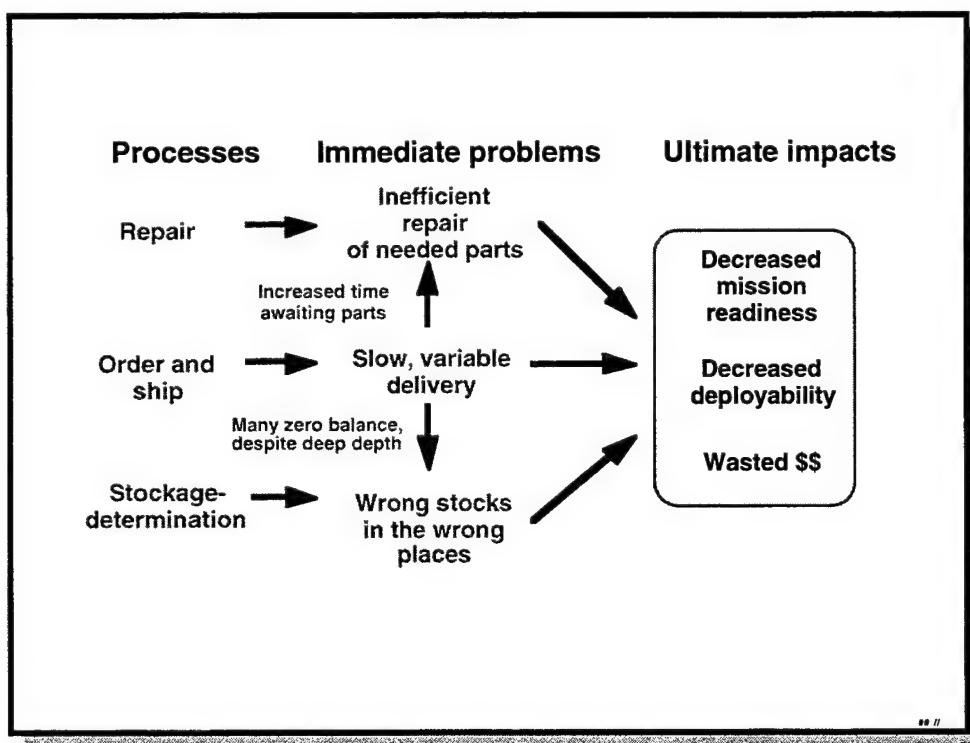 Processes
Immediate problems
Ultimate impacts
Repair
Inefficient
repair
of needed parts
Increased time
awaiting parts
Order and
ship
Slow, variable
delivery
Many zero balance,
despite deep depth
Stockage-
determination
Wrong stocks
in the wrong
places
Decreased
mission
readiness
Decreased
deployability
Wasted $$